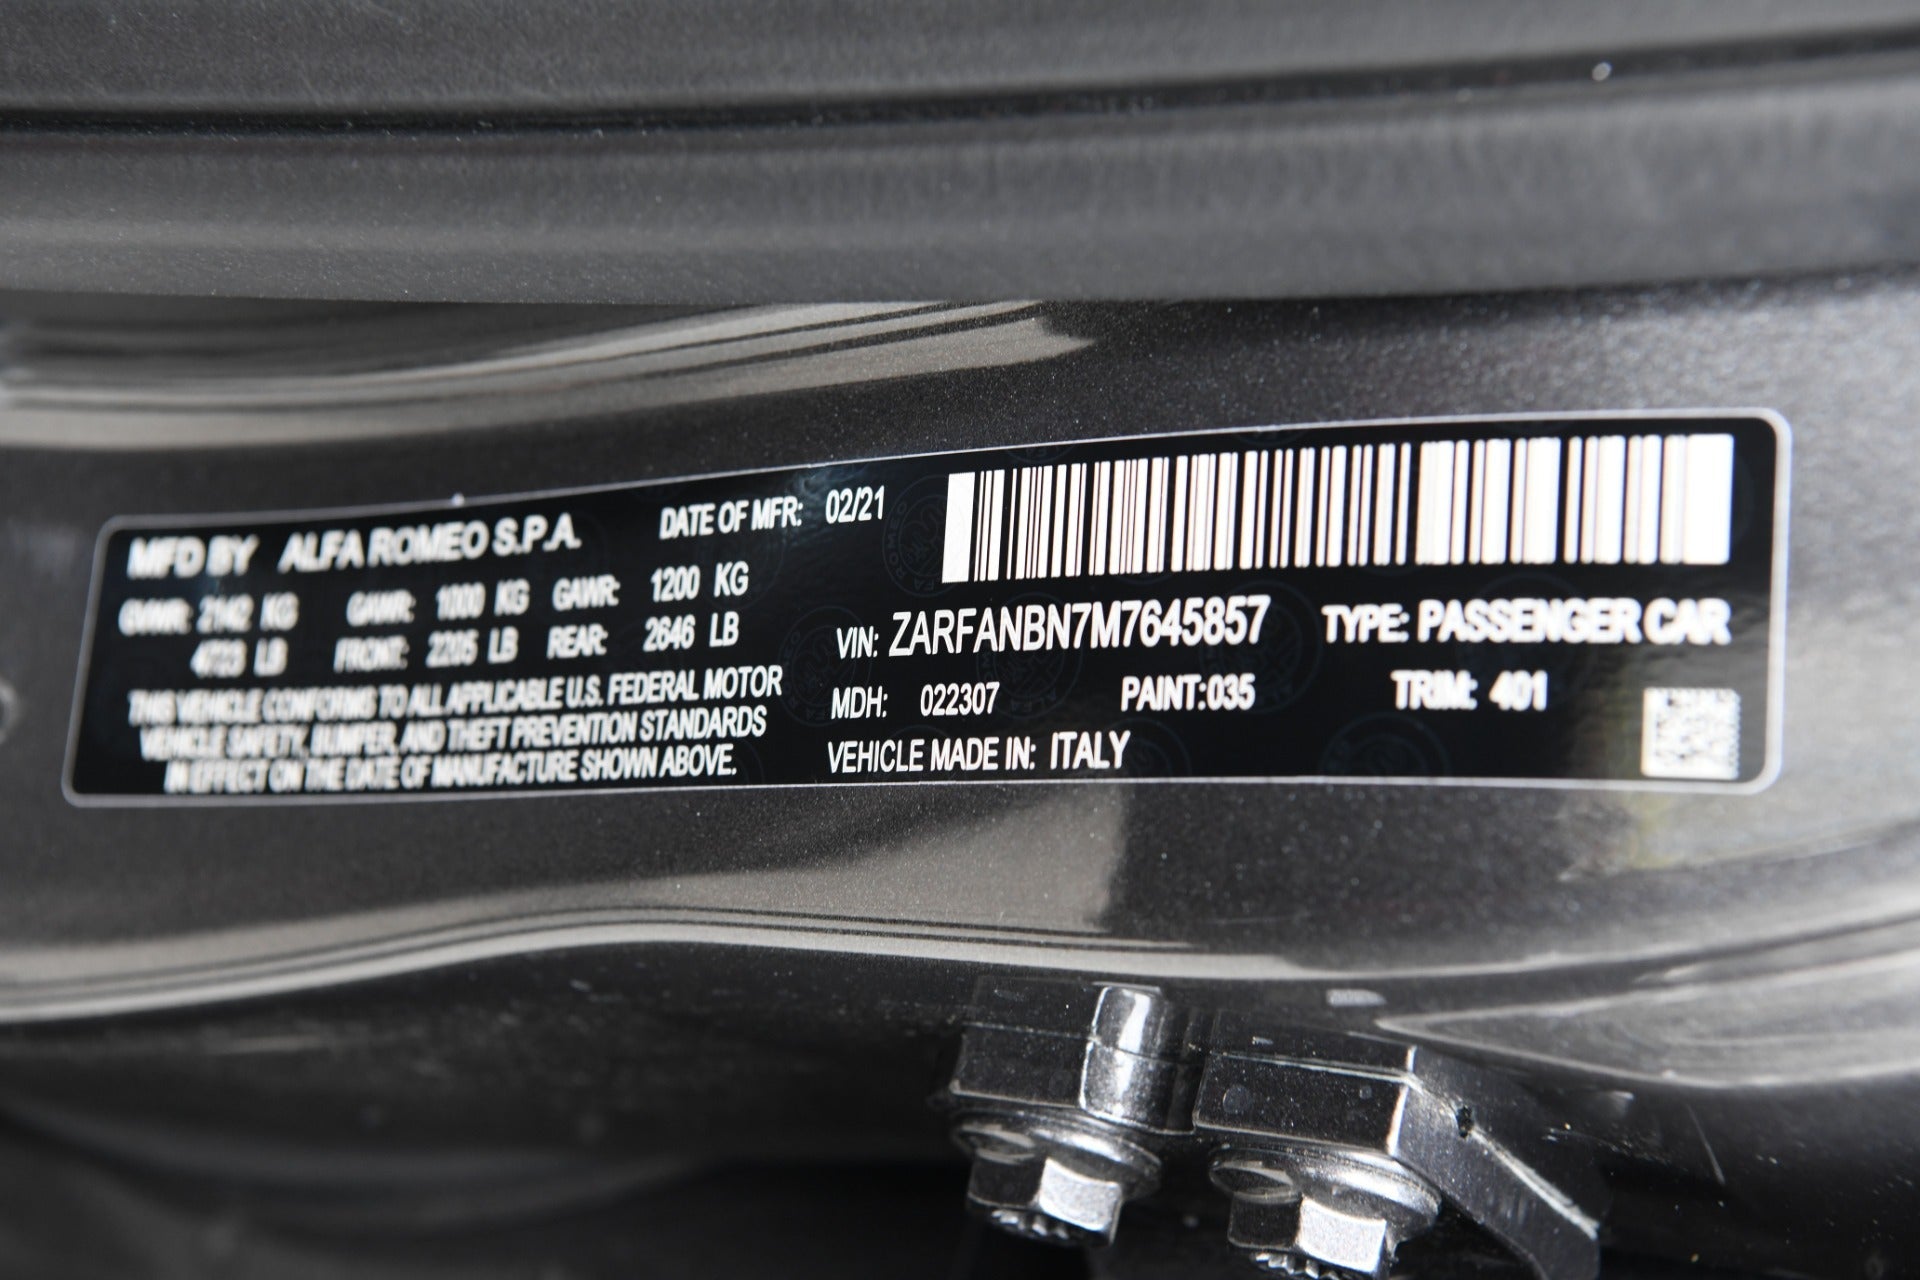 MFD BY ALFA ROMEO S.P.A. DATE OF MFR: 02/21
GVWR: 2142 KG GAWR: 1000 KG GAWR: 1200 KG
4723 LB FRONT: 2205 LB REAR: 2646 LB
THIS VEHICLE CONFORMS TO ALL APPLICABLE U.S. FEDERAL MOTOR
VEHICLE SAFETY, BUMPER, AND THEFT PREVENTION STANDARDS
IN EFFECT ON THE DATE OF MANUFACTURE SHOWN ABOVE.
VIN: ZARFANBN7M7645857 TYPE: PASSENGER CAR
MDH: 022307 PAINT:035 TRIM: 401
VEHICLE MADE IN: ITALY